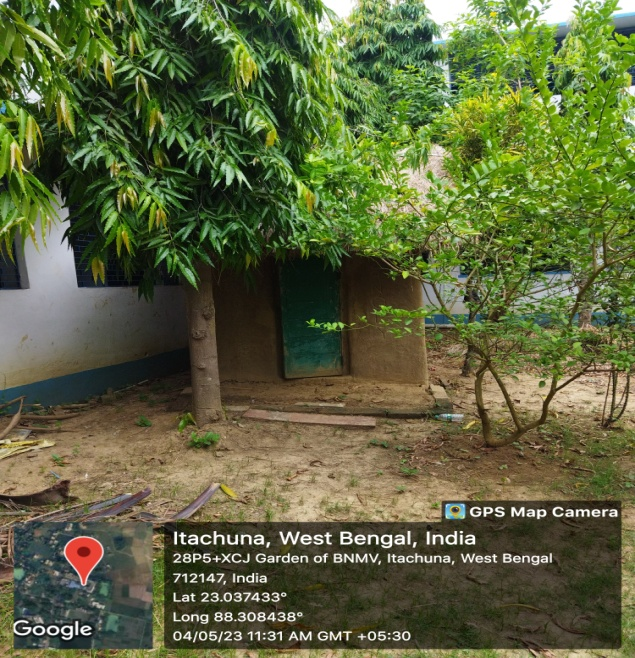 GPS Map Camera
Itachuna, West Bengal, India
28P5+XCJ Garden of BNMV, Itachuna, West Bengal
712147, India
Lat 23.037433°
Long 88.308438°
04/05/23 11:31 AM GMT +05:30
Google